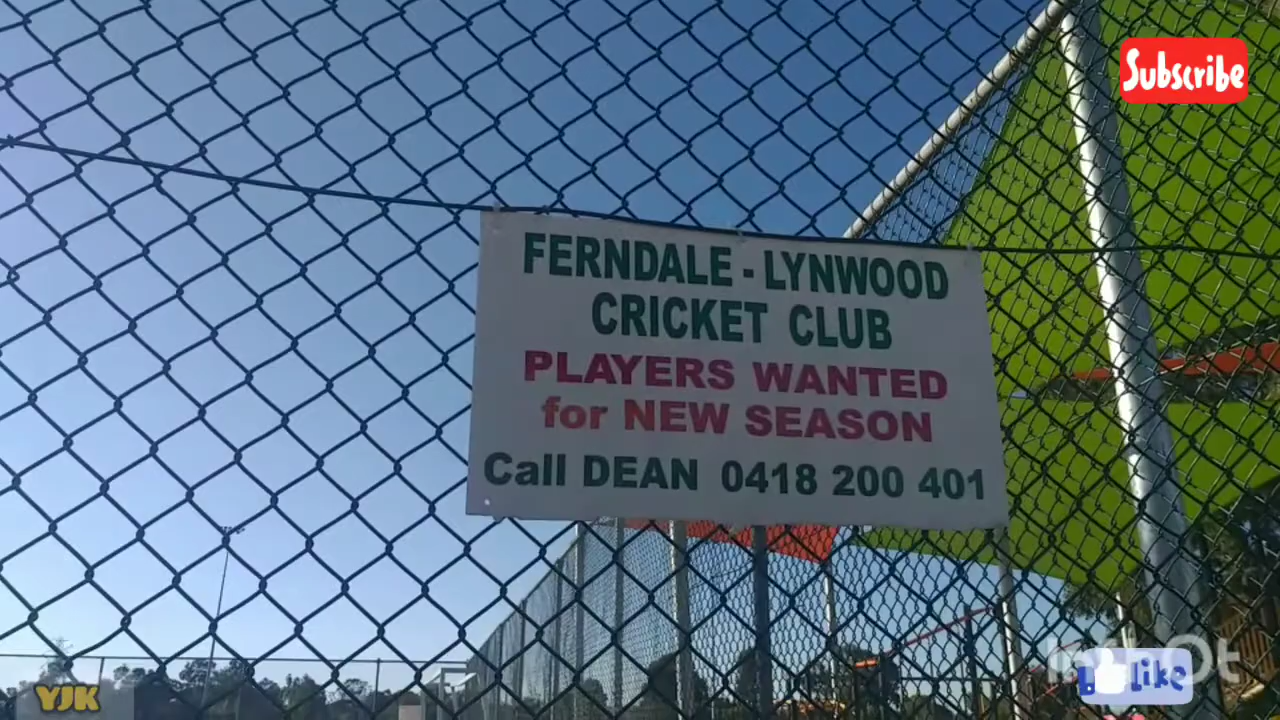 Subscribe
FERNDALE - LYNWOOD
CRICKET CLUB
PLAYERS WANTED
for NEW SEASON
Call DEAN 0418 200 401
Like
YJK